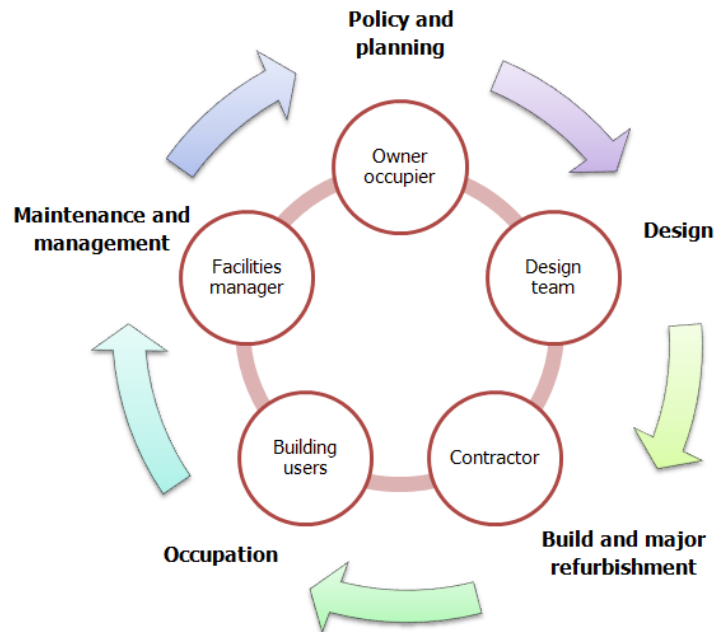 Policy and
planning
Owner
occupier
Maintenance and
management
Design
Facilities
manager
Design
team
Building
users
Contractor
Occupation
Build and major
refurbishment